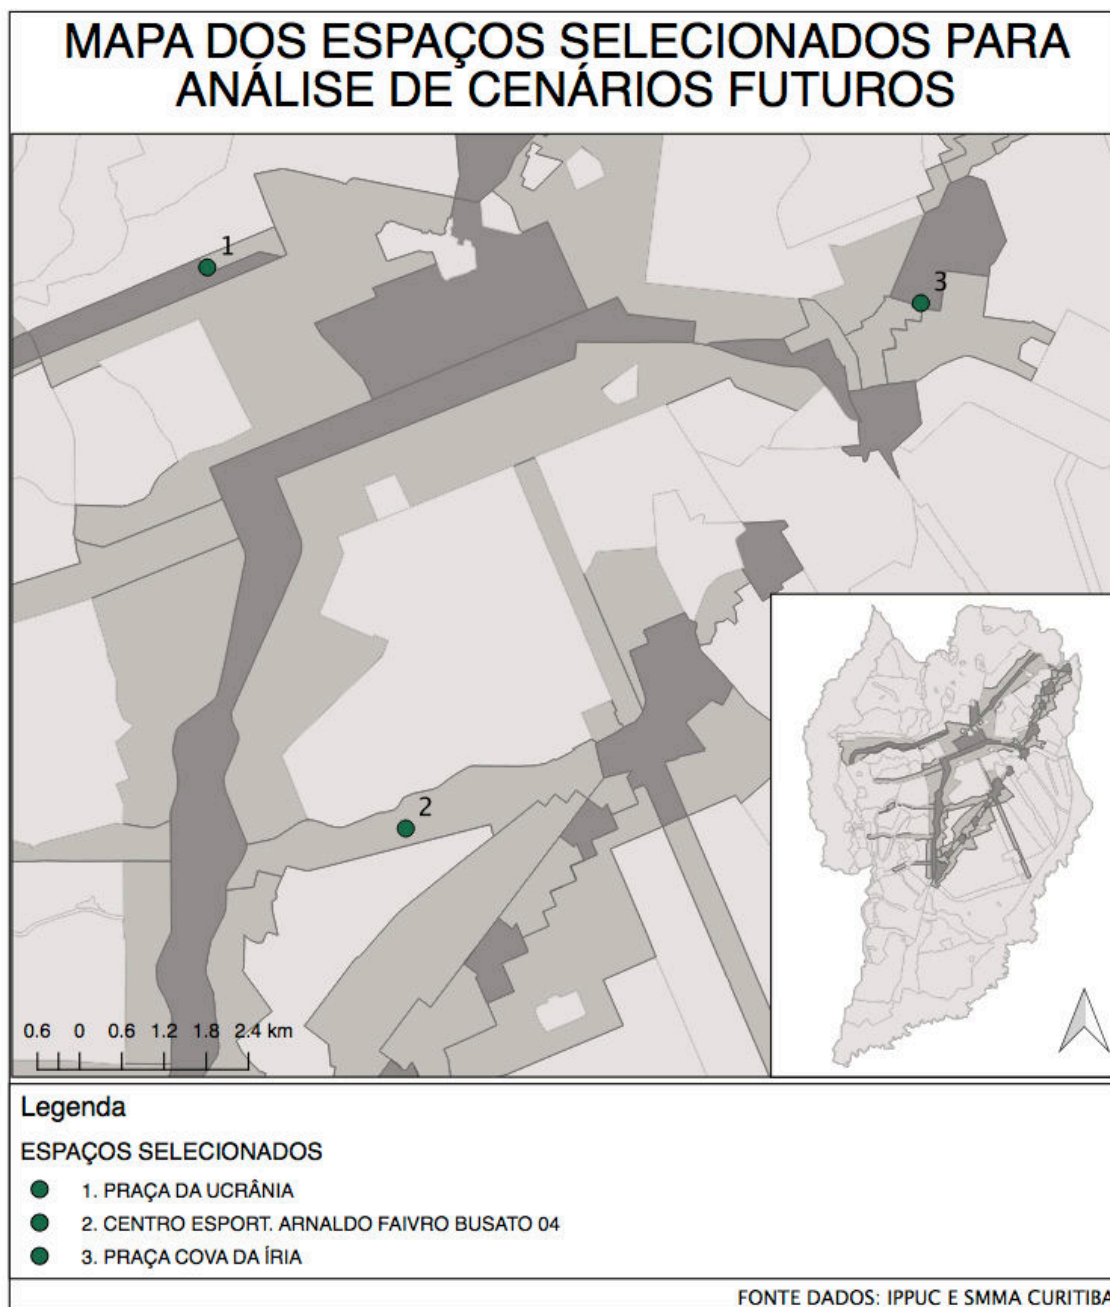 MAPA DOS ESPAÇOS SELECIONADOS PARA
ANÁLISE DE CENÁRIOS FUTUROS
1
3
2
0.6 0 0.6 1.2 1.8 2.4 km
Legenda
ESPAÇOS SELECIONADOS
1. PRAÇA DA UCRÂNIA
2. CENTRO ESPORT. ARNALDO FAIVRO BUSATO 04
3. PRAÇA COVA DA ÍRIA
FONTE DADOS: IPPUC E SMMA CURITIBA